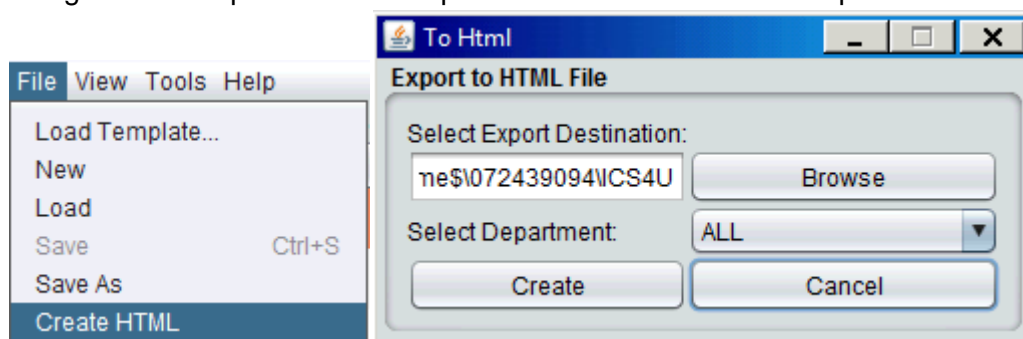 File View Tools Help
Load Template...
New
Load
Save Ctrl+S
Save As
Create HTML
To Html
Export to HTML File
Select Export Destination:
me$\072439094\ICS4U Browse
Select Department: ALL
Create Cancel